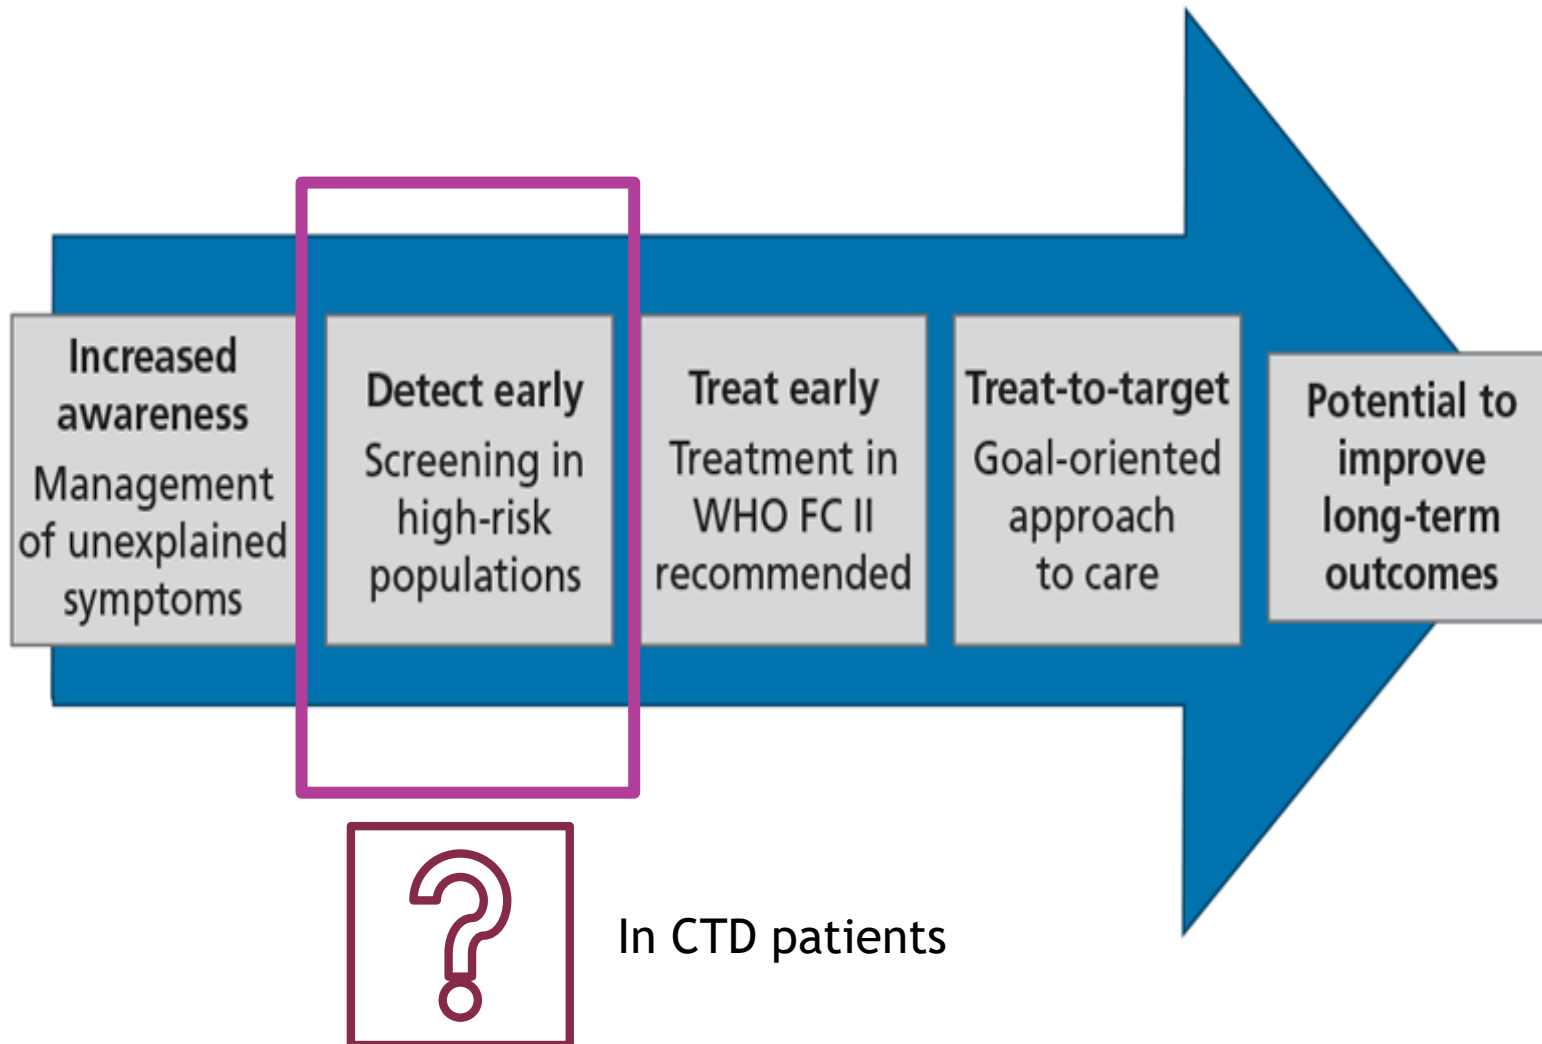 Increased
awareness
Management
of unexplained
symptoms
Detect early
Screening in
high-risk
populations
Treat early
Treatment in
WHO FC II
recommended
Treat-to-target
Goal-oriented
approach
to care
Potential to
improve
long-term
outcomes
?
In CTD patients